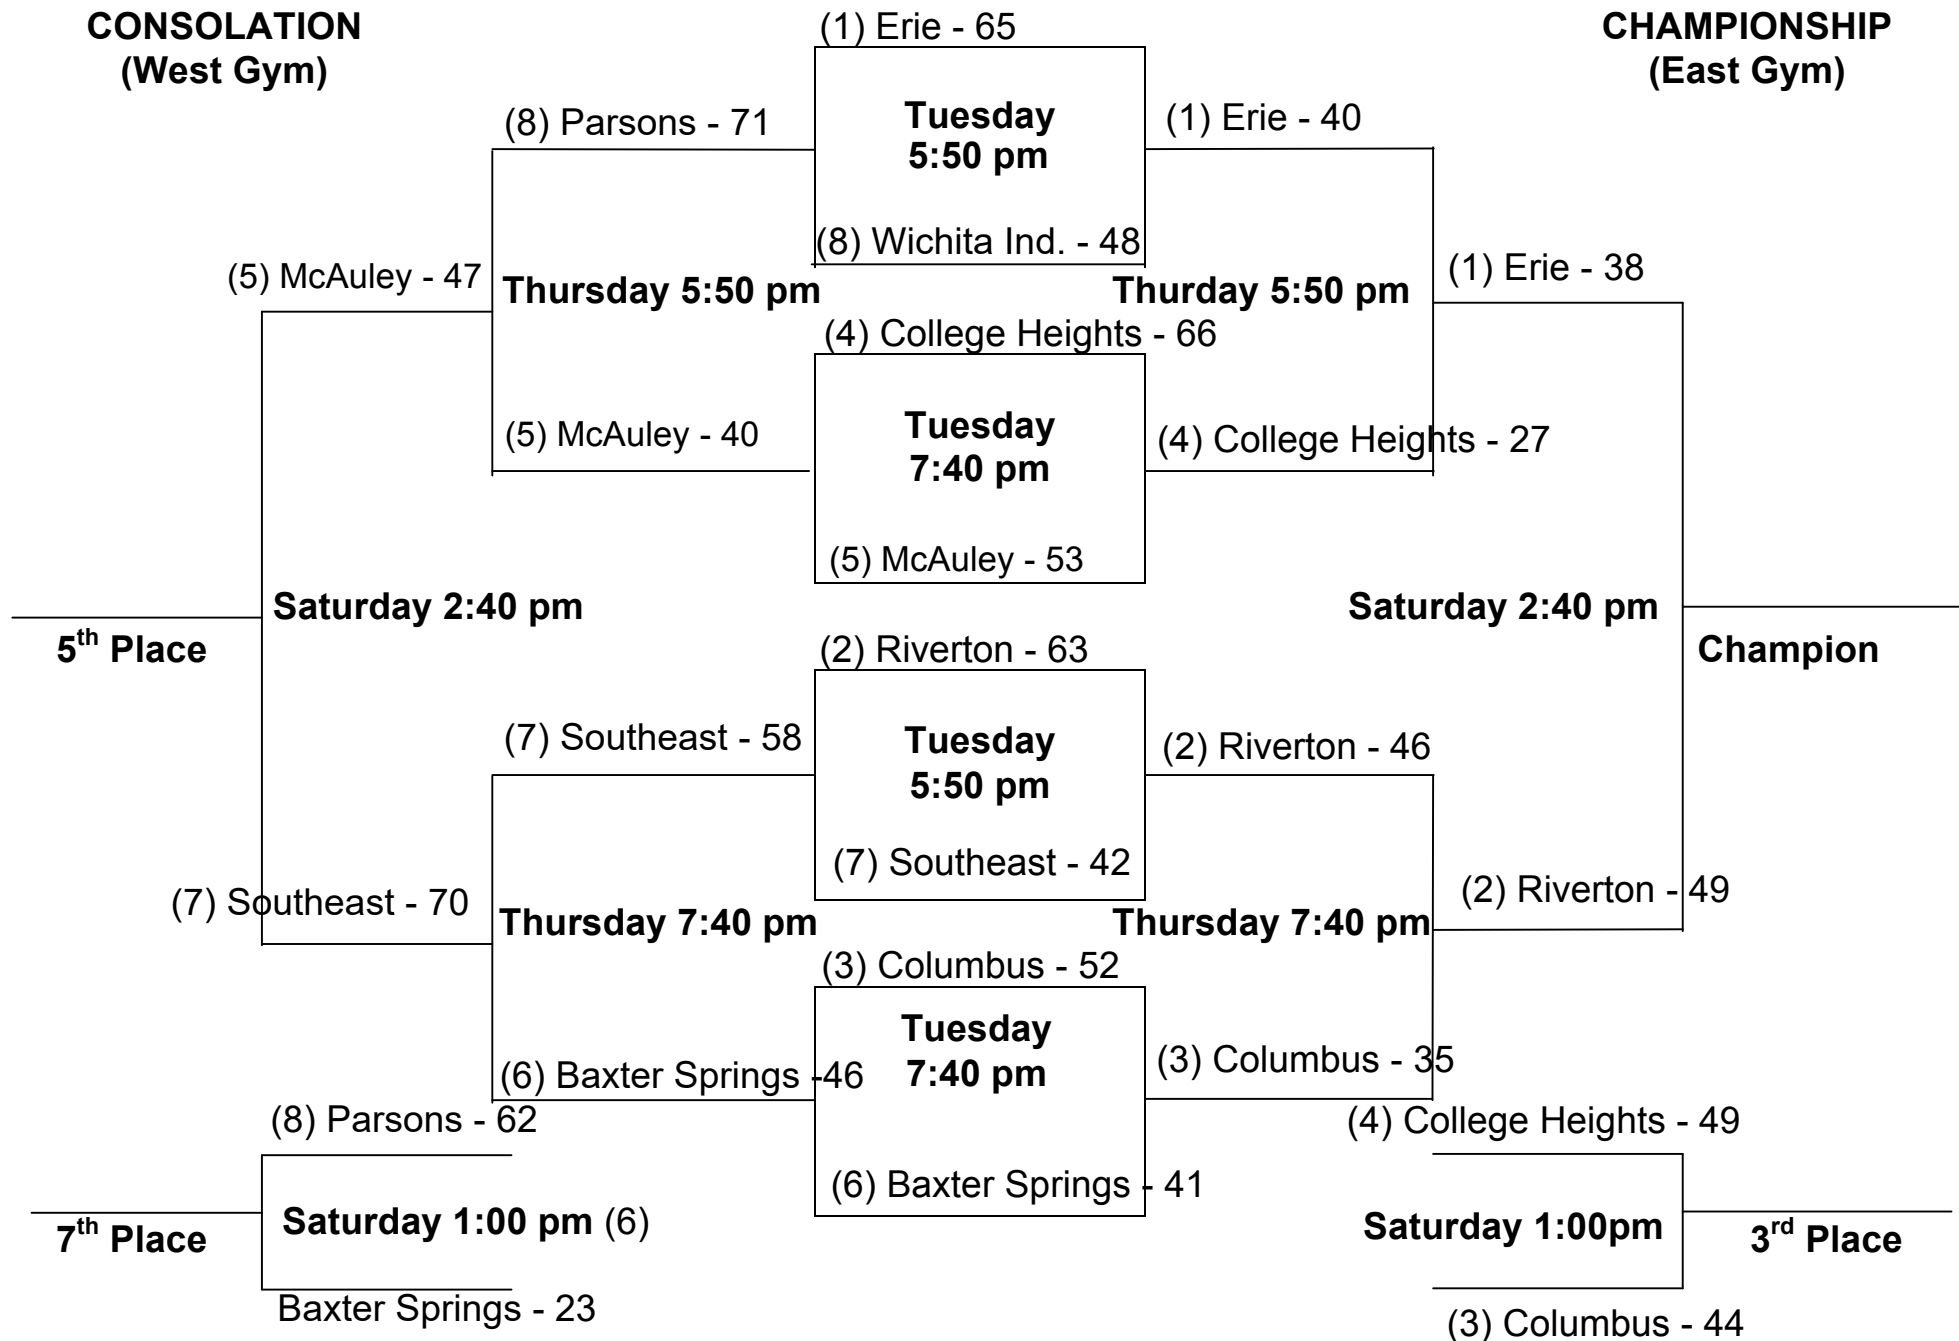 CONSOLATION
(West Gym)
(1) Erie - 65
CHAMPIONSHIP
(East Gym)
(8) Parsons - 71
Tuesday
5:50 pm
(1) Erie - 40
(8) Wichita Ind. - 48
(5) McAuley - 47
Thursday 5:50 pm
Thurday 5:50 pm
(1) Erie - 38
(4) College Heights - 66
(5) McAuley - 40
Tuesday
7:40 pm
(4) College Heights - 27
(5) McAuley - 53
Saturday 2:40 pm
Saturday 2:40 pm
5th Place
(2) Riverton - 63
Champion
(7) Southeast - 58
Tuesday
5:50 pm
(2) Riverton - 46
(7) Southeast - 42
(7) Southeast - 70
Thursday 7:40 pm
Thursday 7:40 pm
(2) Riverton - 49
(3) Columbus - 52
Tuesday
7:40 pm
(6) Baxter Springs -46
(3) Columbus - 35
(8) Parsons - 62
(4) College Heights - 49
(6) Baxter Springs - 41
7th Place
Saturday 1:00 pm (6)
Saturday 1:00pm
3rd Place
Baxter Springs - 23
(3) Columbus - 44